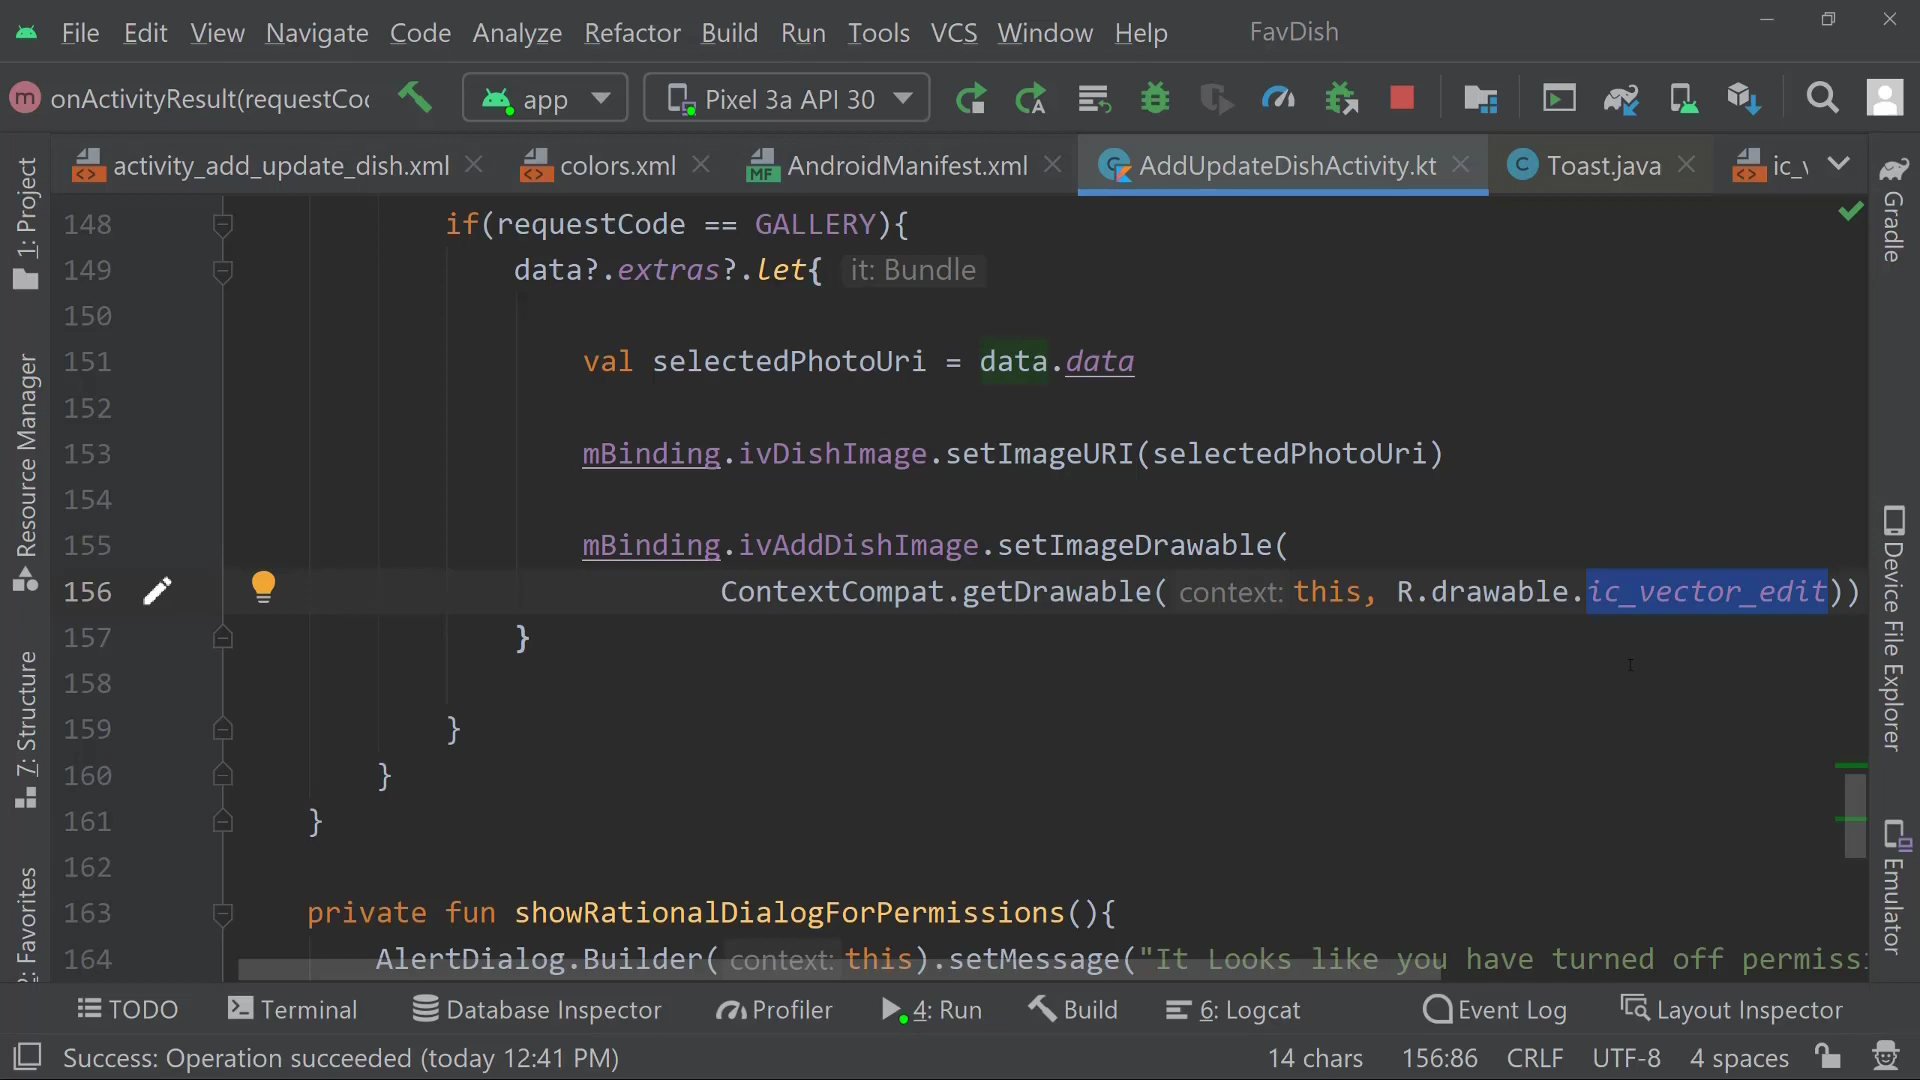 File Edit View Navigate Code Analyze Refactor Build Run Tools VCS Window Help FavDish
m onActivityResult(requestCo app Pixel 3a API 30
activity_add_update_dish.xml colors.xml AndroidManifest.xml AddUpdateDishActivity.kt Toast.java ic_v
148 if(requestCode == GALLERY){
149 data?.extras?.let{ it: Bundle
150
151 val selectedPhotoUri = data.data
152
153 mBinding.ivDishImage.setImageURI(selectedPhotoUri)
154
155 mBinding.ivAddDishImage.setImageDrawable(
156 ContextCompat.getDrawable( context: this, R.drawable.ic_vector_edit))
157 }
158
159 }
160 }
161 }
162
163 private fun showRationalDialogForPermissions(){
164 AlertDialog.Builder( context: this).setMessage("It Looks like you have turned off permiss
1: Project
Resource Manager
7: Structure
2: Favorites
Gradle
Device File Explorer
Emulator
TODO Terminal Database Inspector Profiler 4: Run Build 6: Logcat Event Log Layout Inspector
Success: Operation succeeded (today 12:41 PM) 14 chars 156:86 CRLF UTF-8 4 spaces